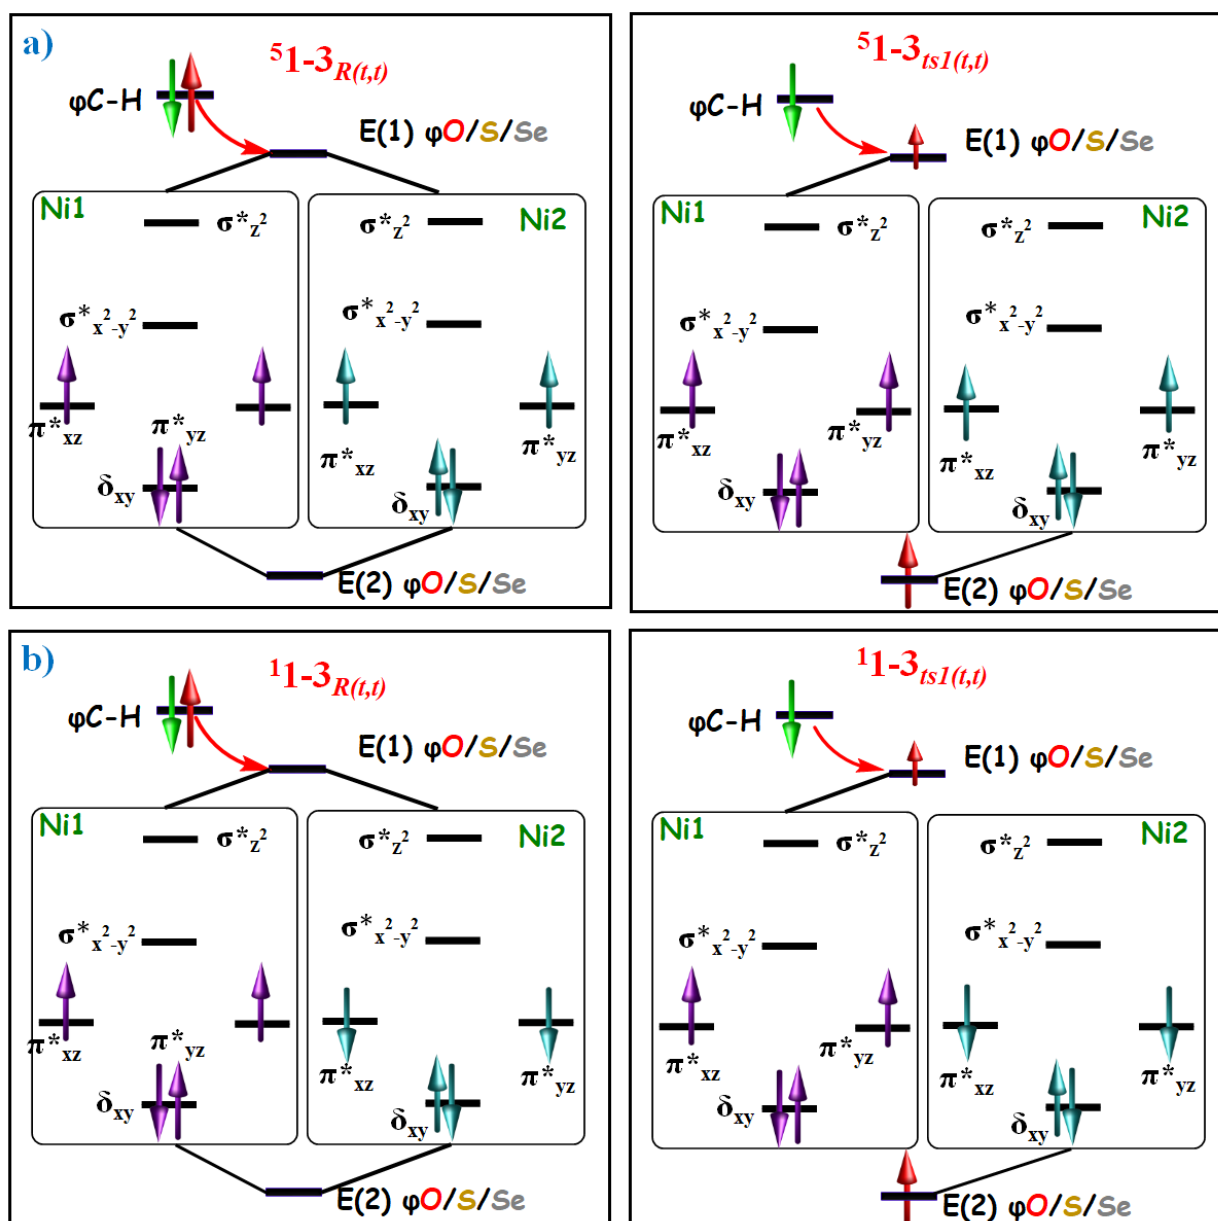 a)
⁵1-3R(t,t)
φC-H
E(1) φO/S/Se
Ni1
Ni2
σ*z²
σ*z²
σ*x²-y²
σ*x²-y²
π*xz
π*yz
π*xz
π*yz
δxy
δxy
E(2) φO/S/Se
⁵1-3ts1(t,t)
φC-H
E(1) φO/S/Se
Ni1
Ni2
σ*z²
σ*z²
σ*x²-y²
σ*x²-y²
π*xz
π*yz
π*xz
π*yz
δxy
δxy
E(2) φO/S/Se
b)
¹1-3R(t,t)
φC-H
E(1) φO/S/Se
Ni1
Ni2
σ*z²
σ*z²
σ*x²-y²
σ*x²-y²
π*xz
π*yz
π*xz
π*yz
δxy
δxy
E(2) φO/S/Se
¹1-3ts1(t,t)
φC-H
E(1) φO/S/Se
Ni1
Ni2
σ*z²
σ*z²
σ*x²-y²
σ*x²-y²
π*xz
π*yz
π*xz
π*yz
δxy
δxy
E(2) φO/S/Se